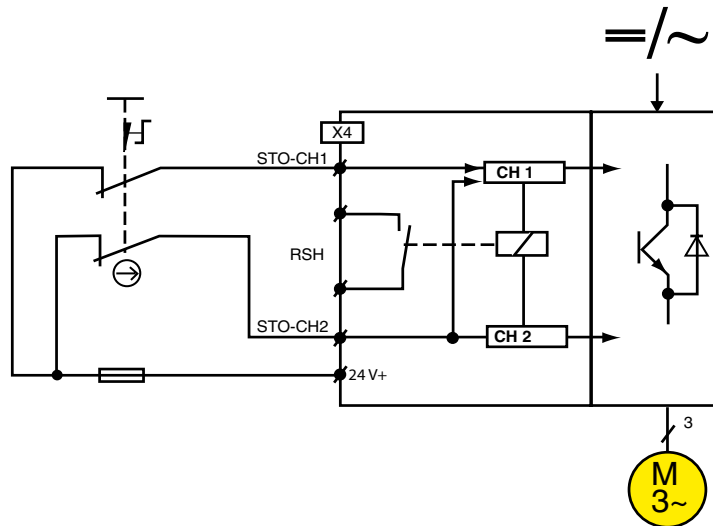 =/~
X4
STO-CH1
CH 1
RSH
STO-CH2
CH 2
24 V+
3
M
3~